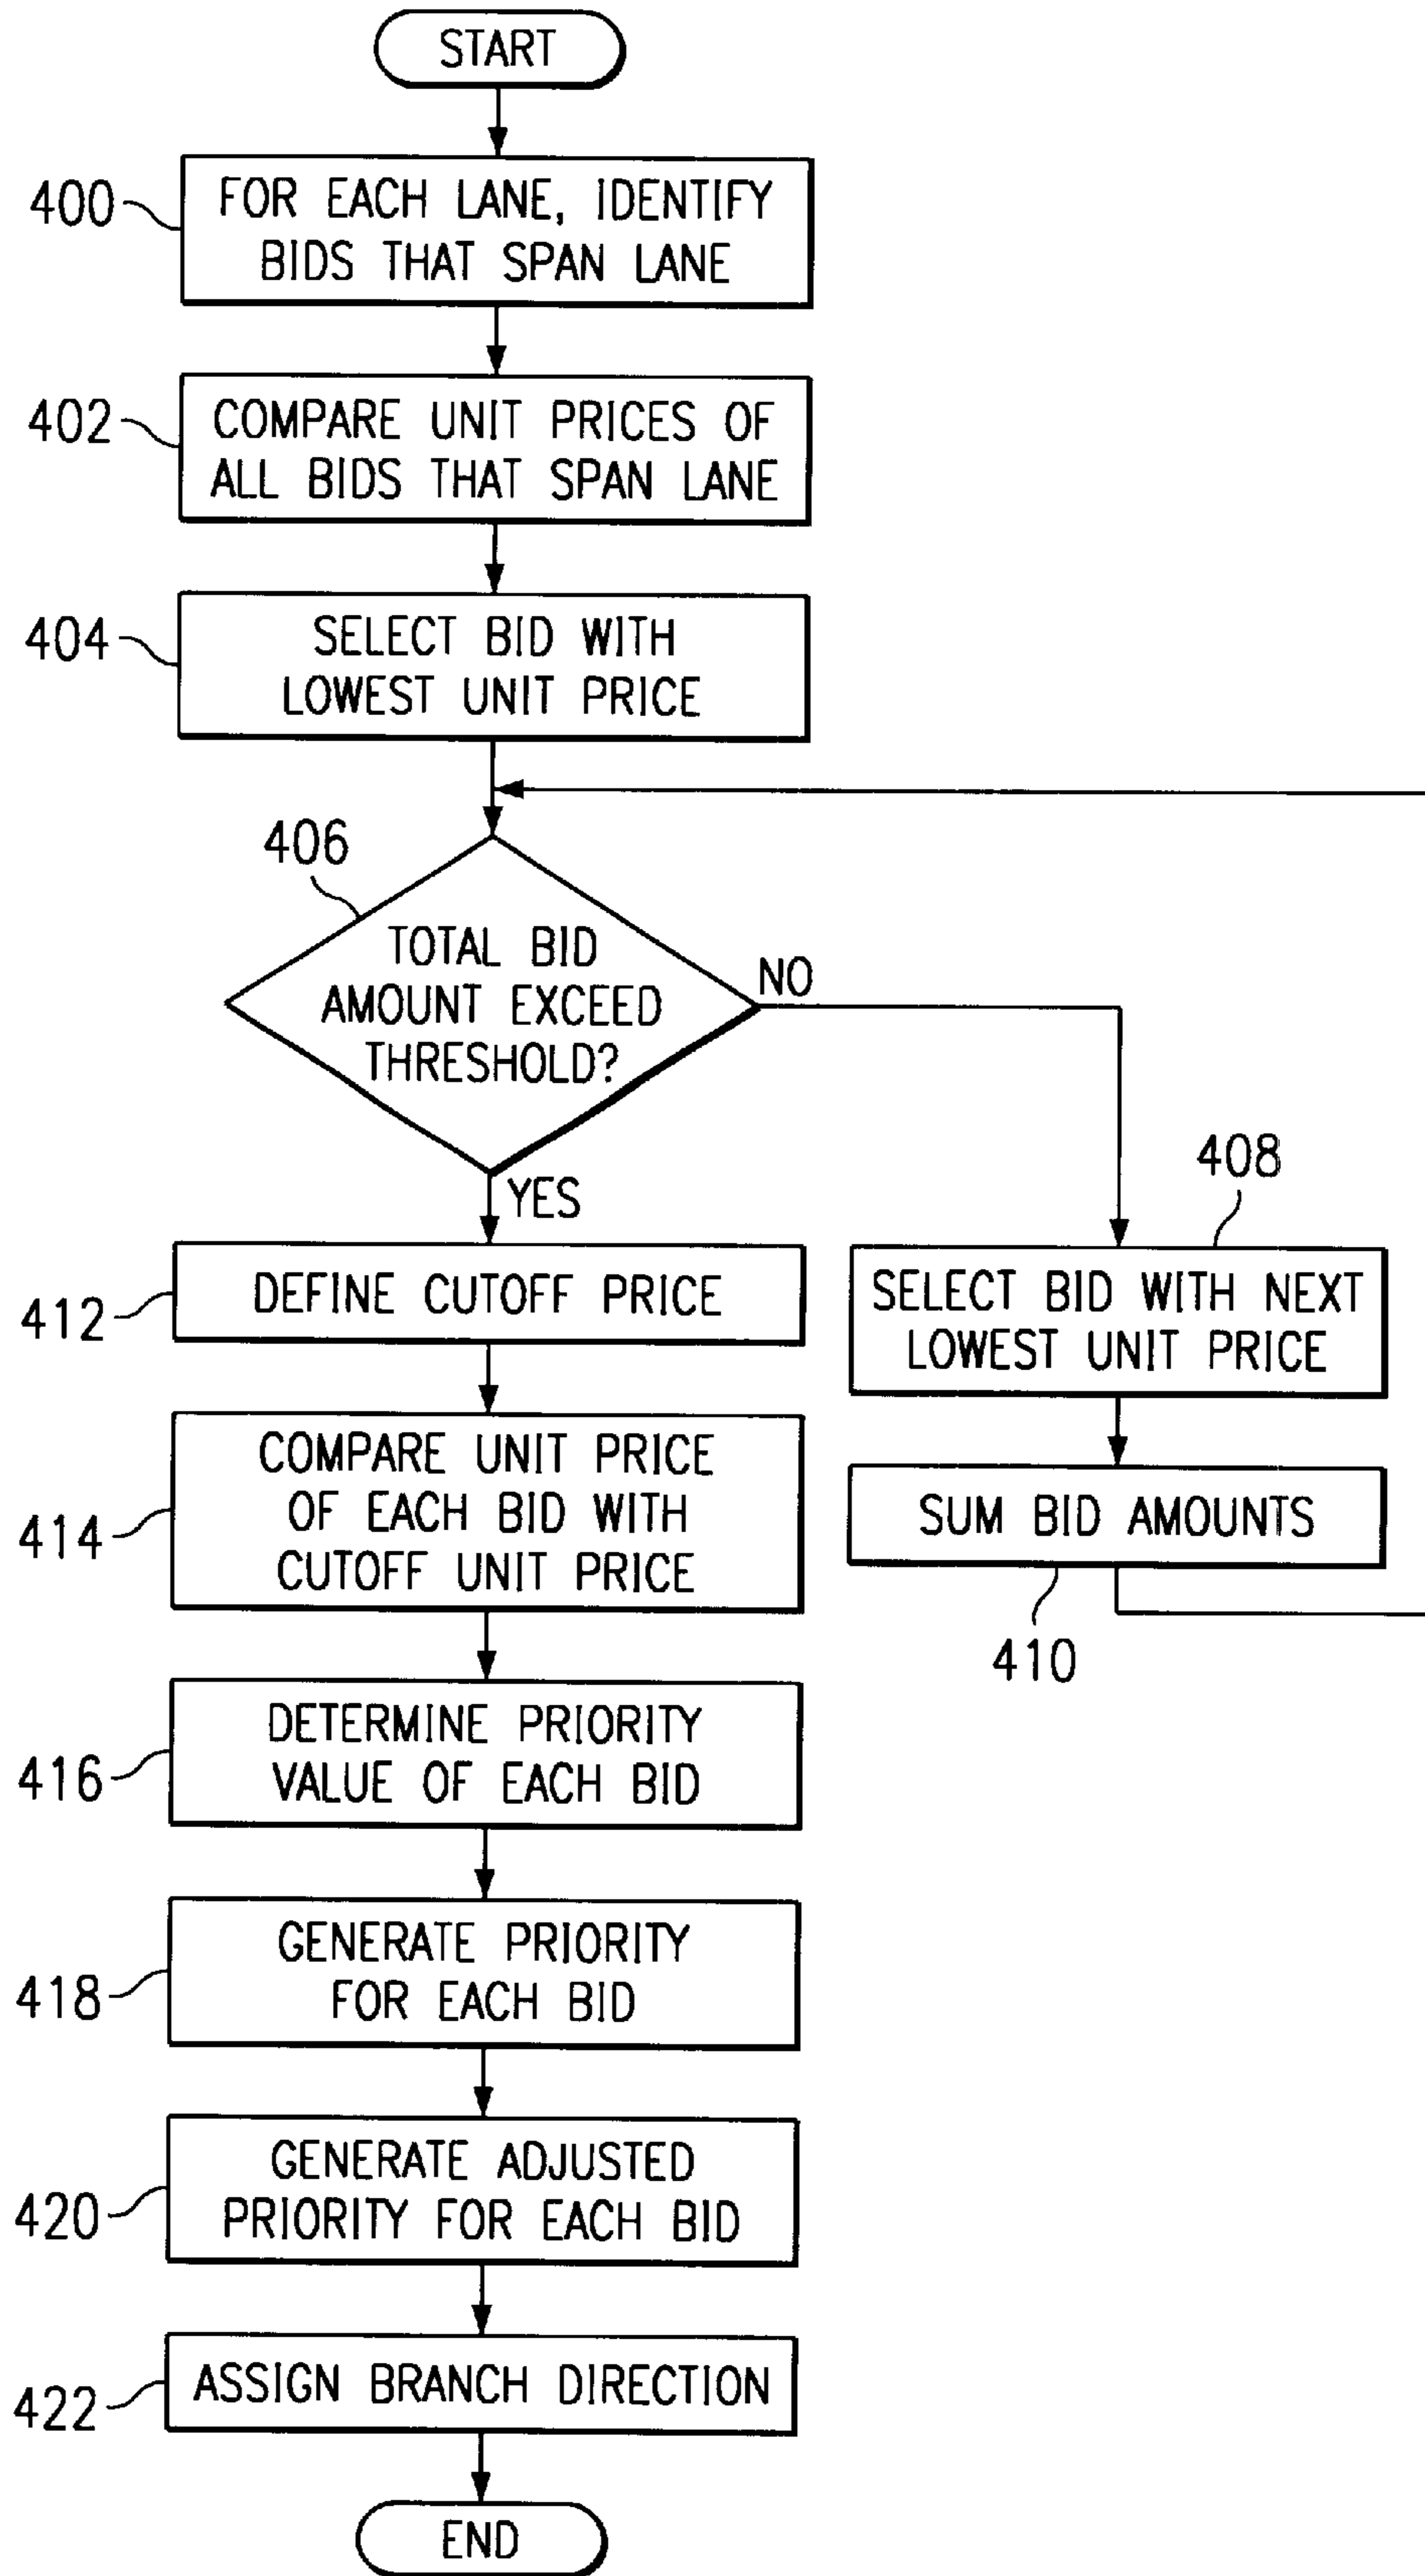 START
400
FOR EACH LANE, IDENTIFY
BIDS THAT SPAN LANE
402
COMPARE UNIT PRICES OF
ALL BIDS THAT SPAN LANE
404
SELECT BID WITH
LOWEST UNIT PRICE
406
TOTAL BID
AMOUNT EXCEED
THRESHOLD?
NO
YES
408
SELECT BID WITH NEXT
LOWEST UNIT PRICE
SUM BID AMOUNTS
410
412
DEFINE CUTOFF PRICE
414
COMPARE UNIT PRICE
OF EACH BID WITH
CUTOFF UNIT PRICE
416
DETERMINE PRIORITY
VALUE OF EACH BID
418
GENERATE PRIORITY
FOR EACH BID
420
GENERATE ADJUSTED
PRIORITY FOR EACH BID
422
ASSIGN BRANCH DIRECTION
END